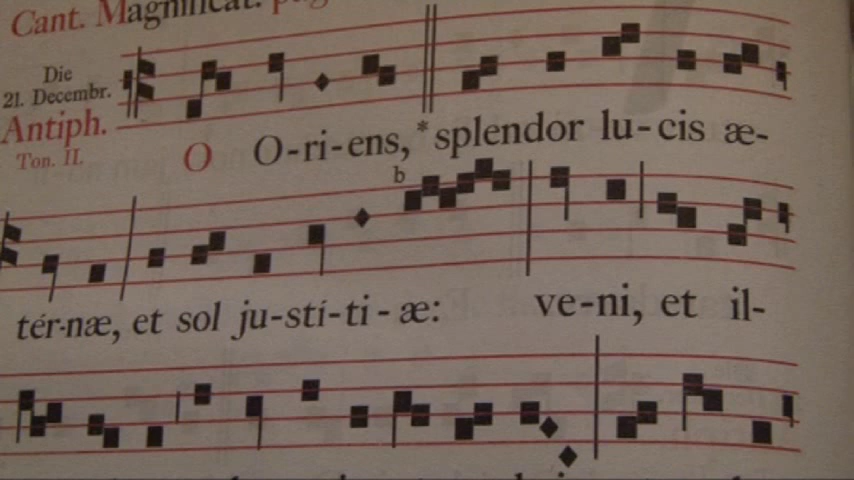 Cant. Magnificat.
Die
21. Decembr.
Antiph.
Ton. II.
O O-ri-ens,* splendor lu-cis æ-
b
tér-næ, et sol ju-stí-ti-æ: ve-ni, et il-